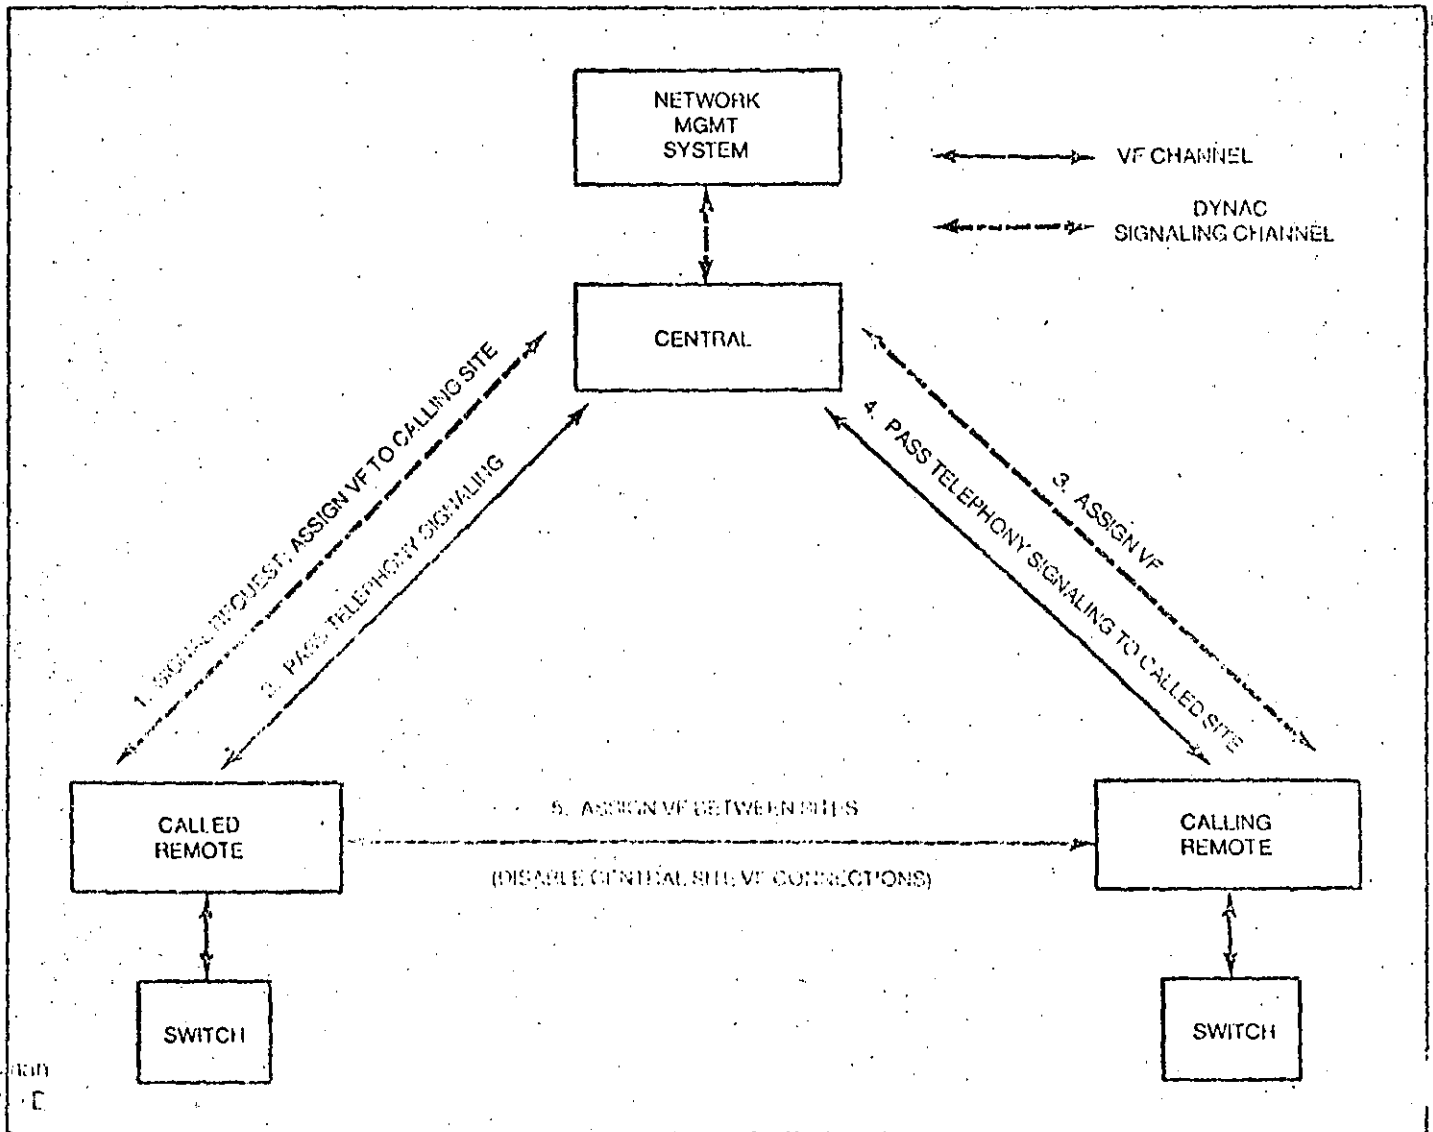 NETWORK
MGMT
SYSTEM
VF CHANNEL
DYNAC
SIGNALING CHANNEL
CENTRAL
1. SIGNAL REQUEST; ASSIGN VF TO CALLING SITE
2. PASS TELEPHONY SIGNALING
3. ASSIGN VF
4. PASS TELEPHONY SIGNALING TO CALLED SITE
5. ASSIGN VF BETWEEN SITES
(DISABLE CENTRAL SITE VF CONNECTIONS)
CALLED
REMOTE
CALLING
REMOTE
SWITCH
SWITCH